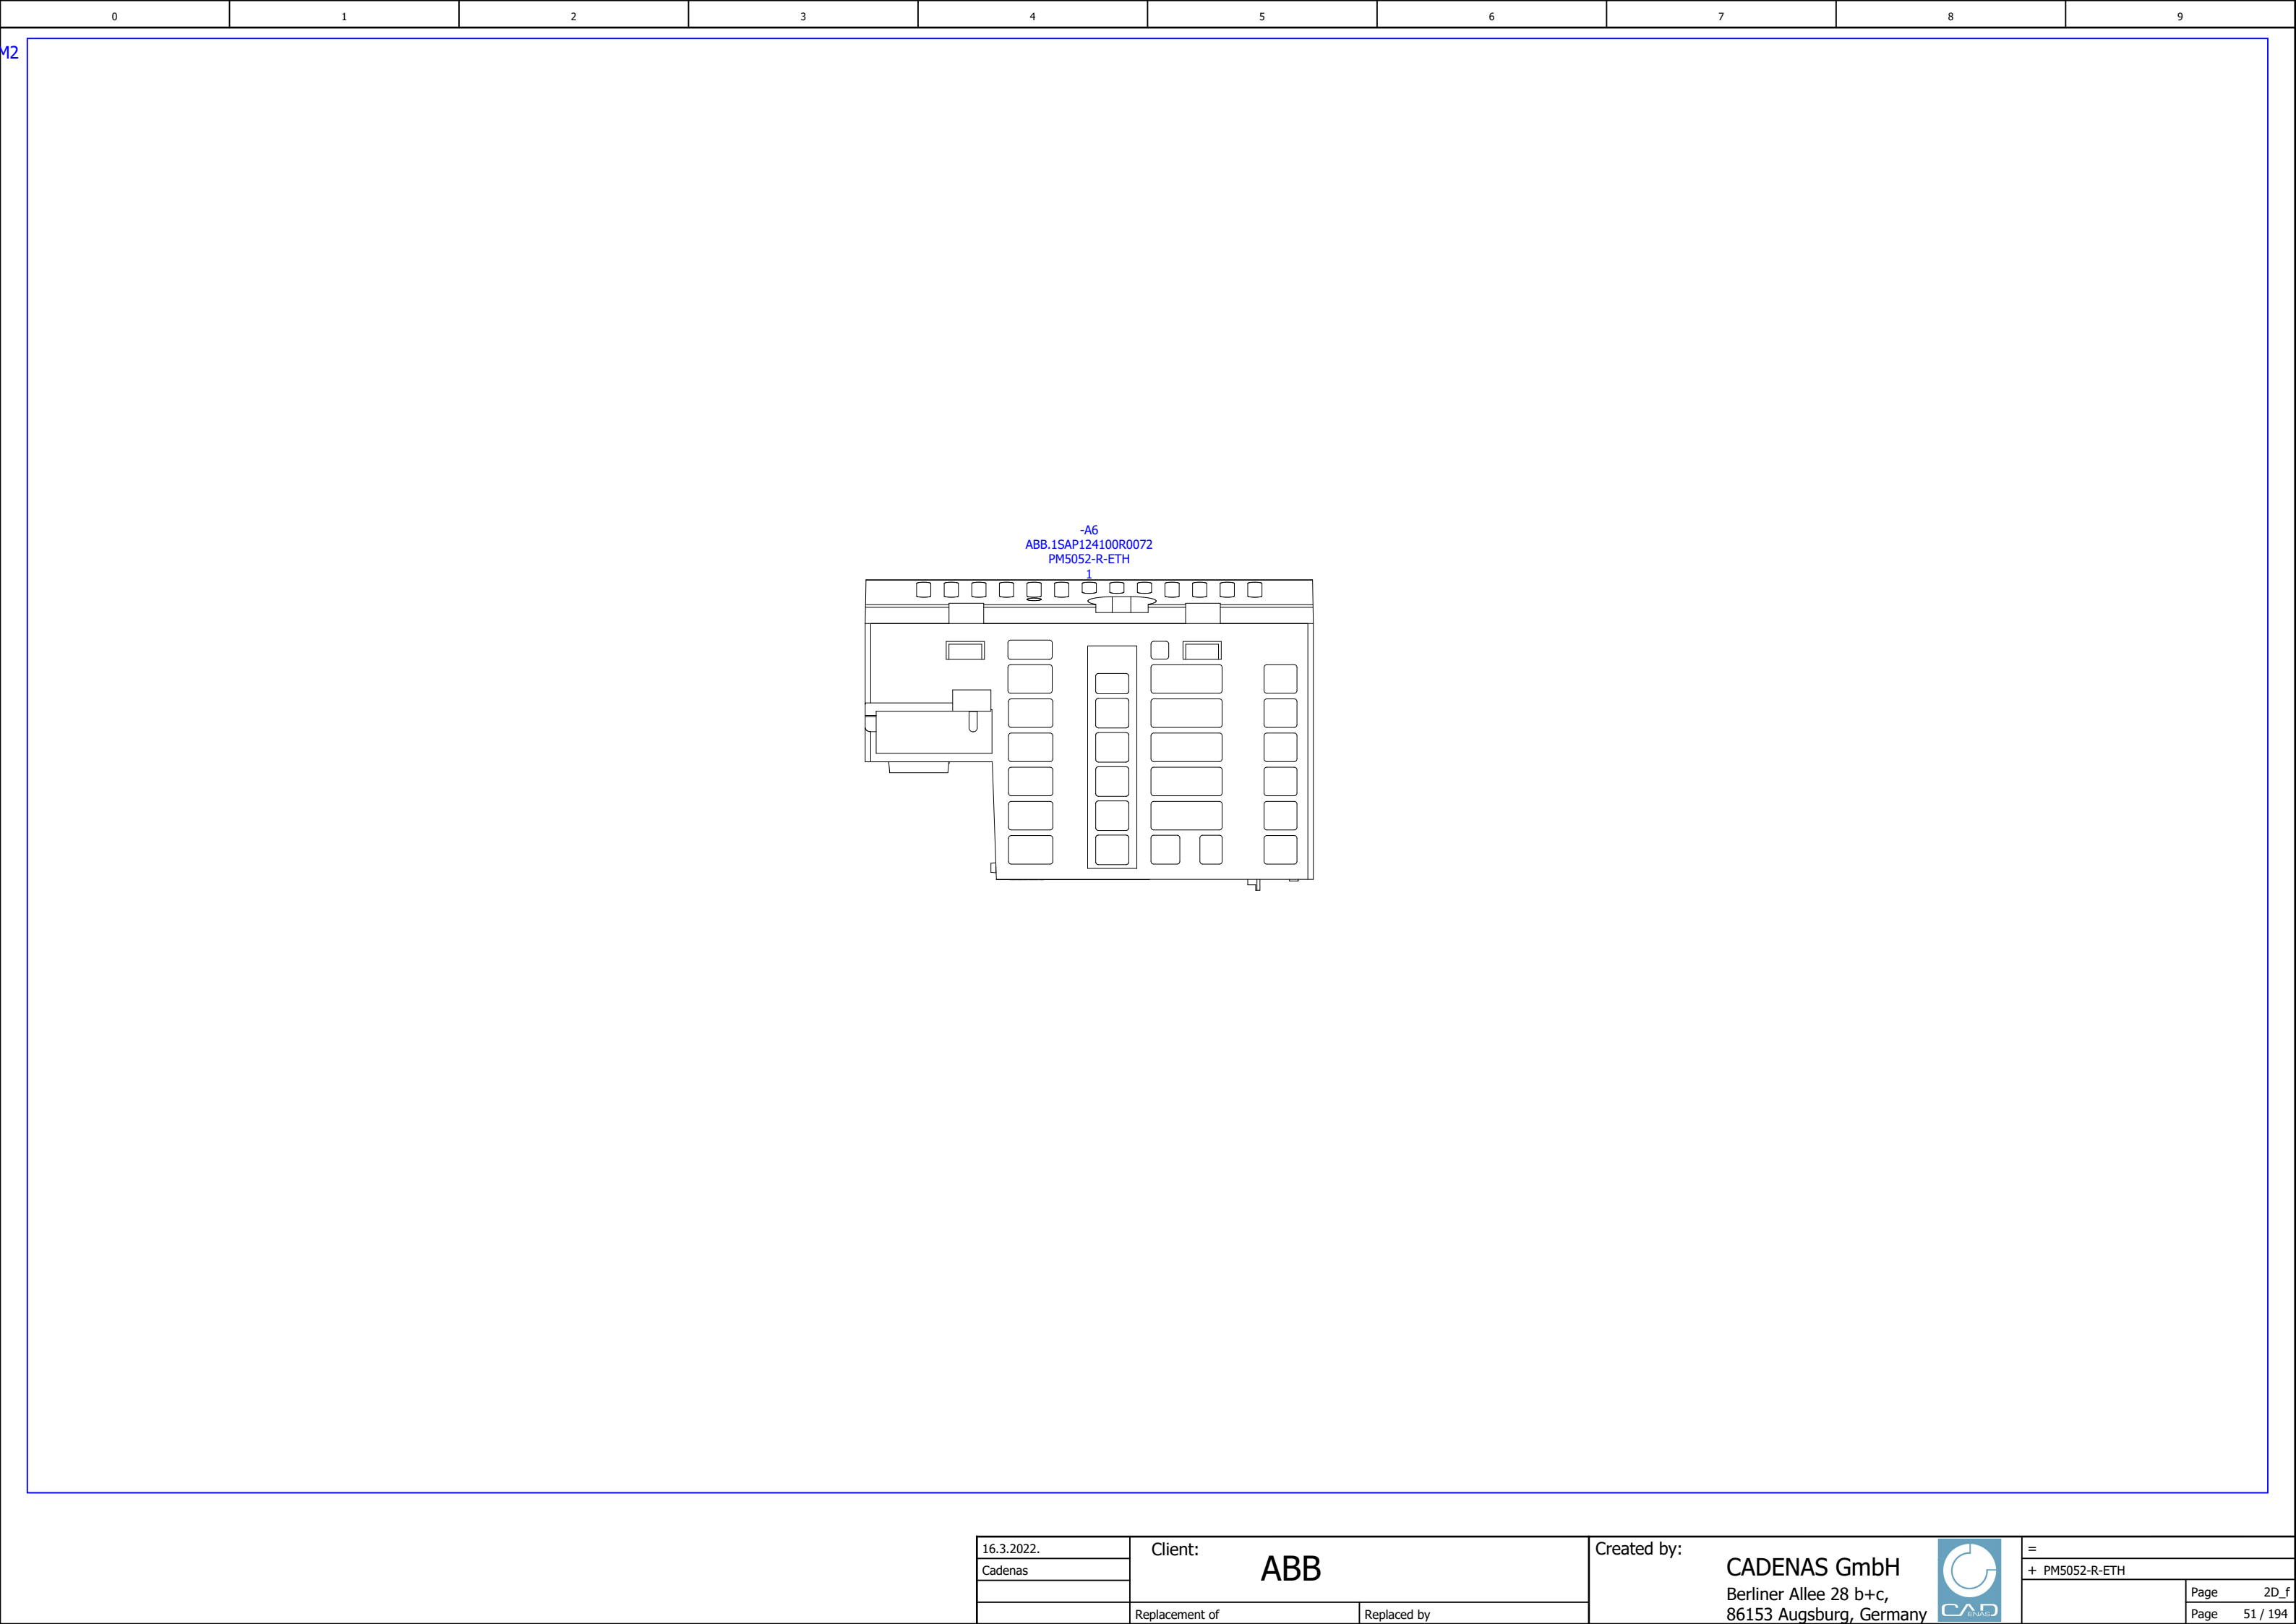 0 1 2 3 4 5 6 7 8 9
M2
-A6
ABB.1SAP124100R0072
PM5052-R-ETH
1
16.3.2022.
Cadenas
Client:
ABB
Replacement of
Replaced by
Created by:
CADENAS GmbH
Berliner Allee 28 b+c,
86153 Augsburg, Germany
CADENAS
=
+ PM5052-R-ETH
Page 2D_f
Page 51 / 194